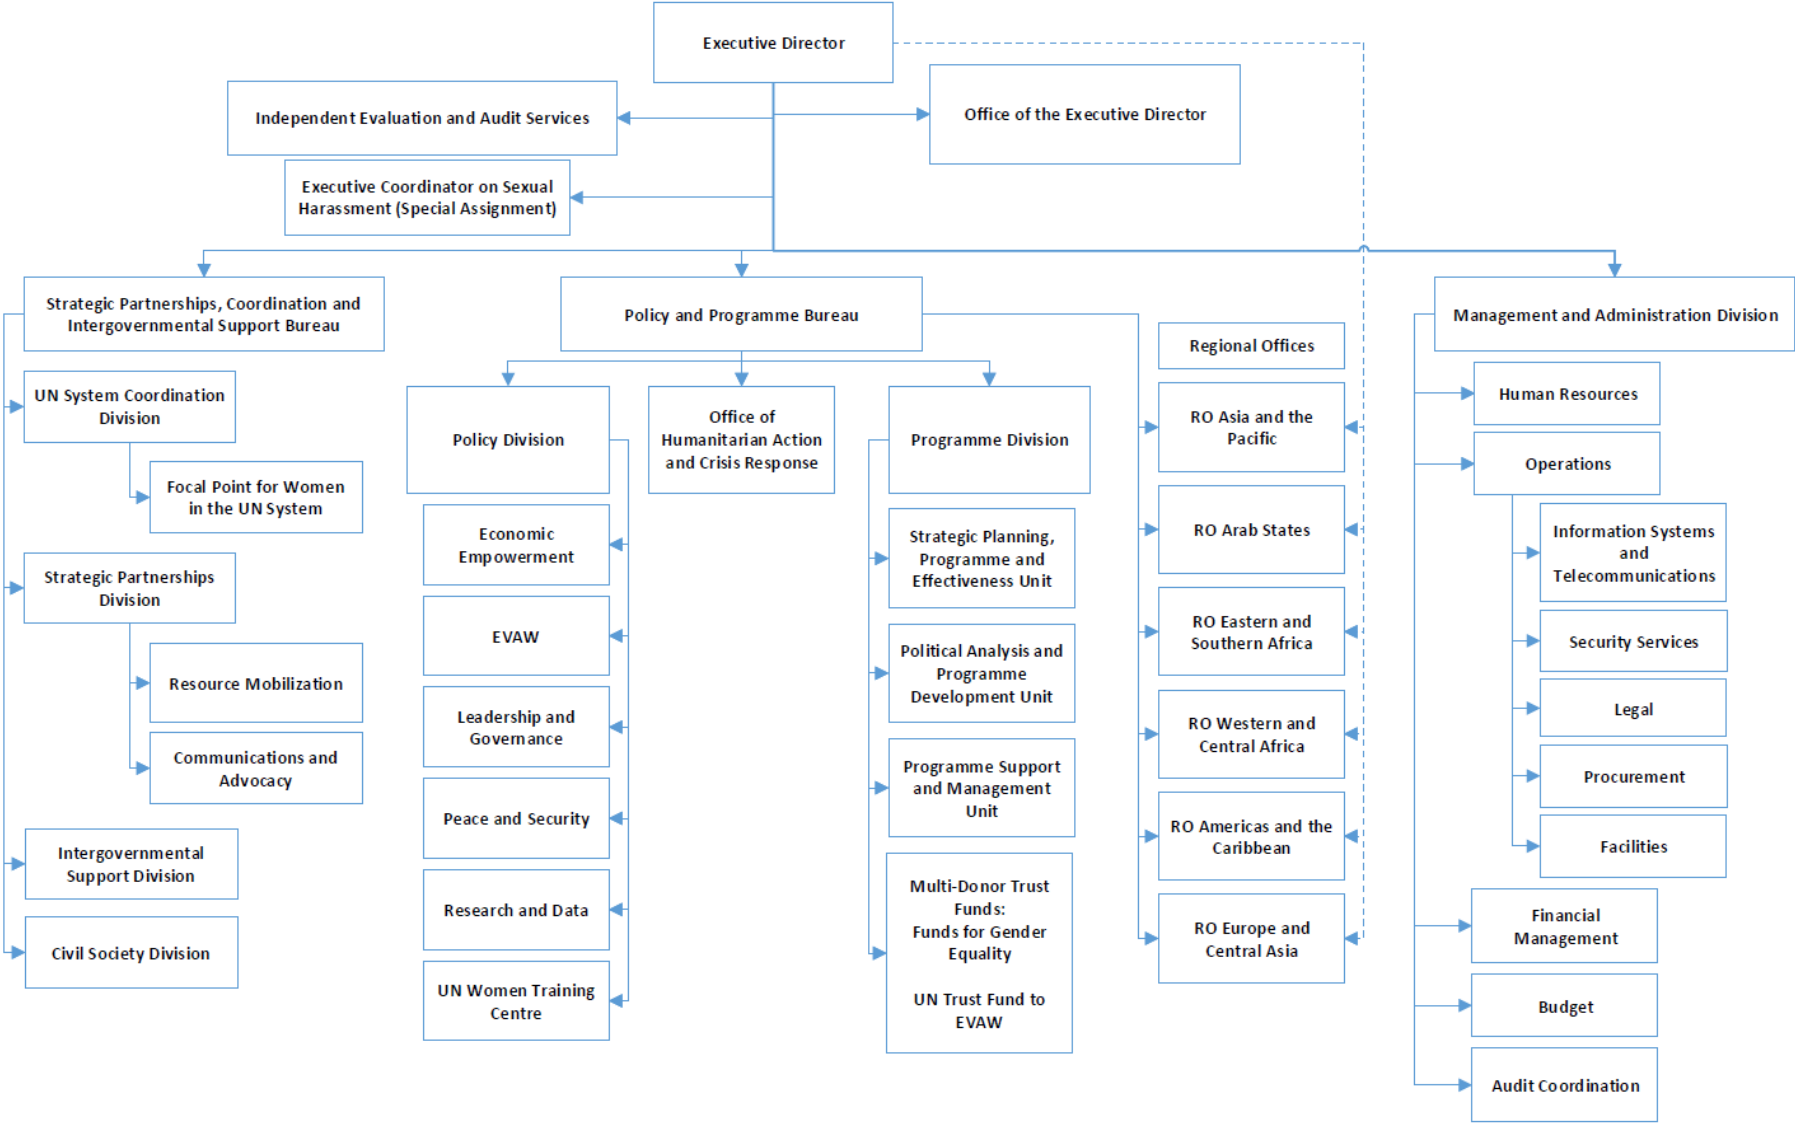 Executive Director
Independent Evaluation and Audit Services
Office of the Executive Director
Executive Coordinator on Sexual
Harassment (Special Assignment)
Strategic Partnerships, Coordination and
Intergovernmental Support Bureau
UN System Coordination
Division
Focal Point for Women
in the UN System
Strategic Partnerships
Division
Resource Mobilization
Communications and
Advocacy
Intergovernmental
Support Division
Civil Society Division
Policy and Programme Bureau
Policy Division
Economic
Empowerment
EVAW
Leadership and
Governance
Peace and Security
Research and Data
UN Women Training
Centre
Office of
Humanitarian Action
and Crisis Response
Programme Division
Strategic Planning,
Programme and
Effectiveness Unit
Political Analysis and
Programme
Development Unit
Programme Support
and Management
Unit
Multi-Donor Trust
Funds:
Funds for Gender
Equality
UN Trust Fund to
EVAW
Regional Offices
RO Asia and the
Pacific
RO Arab States
RO Eastern and
Southern Africa
RO Western and
Central Africa
RO Americas and the
Caribbean
RO Europe and
Central Asia
Management and Administration Division
Human Resources
Operations
Information Systems
and
Telecommunications
Security Services
Legal
Procurement
Facilities
Financial
Management
Budget
Audit Coordination